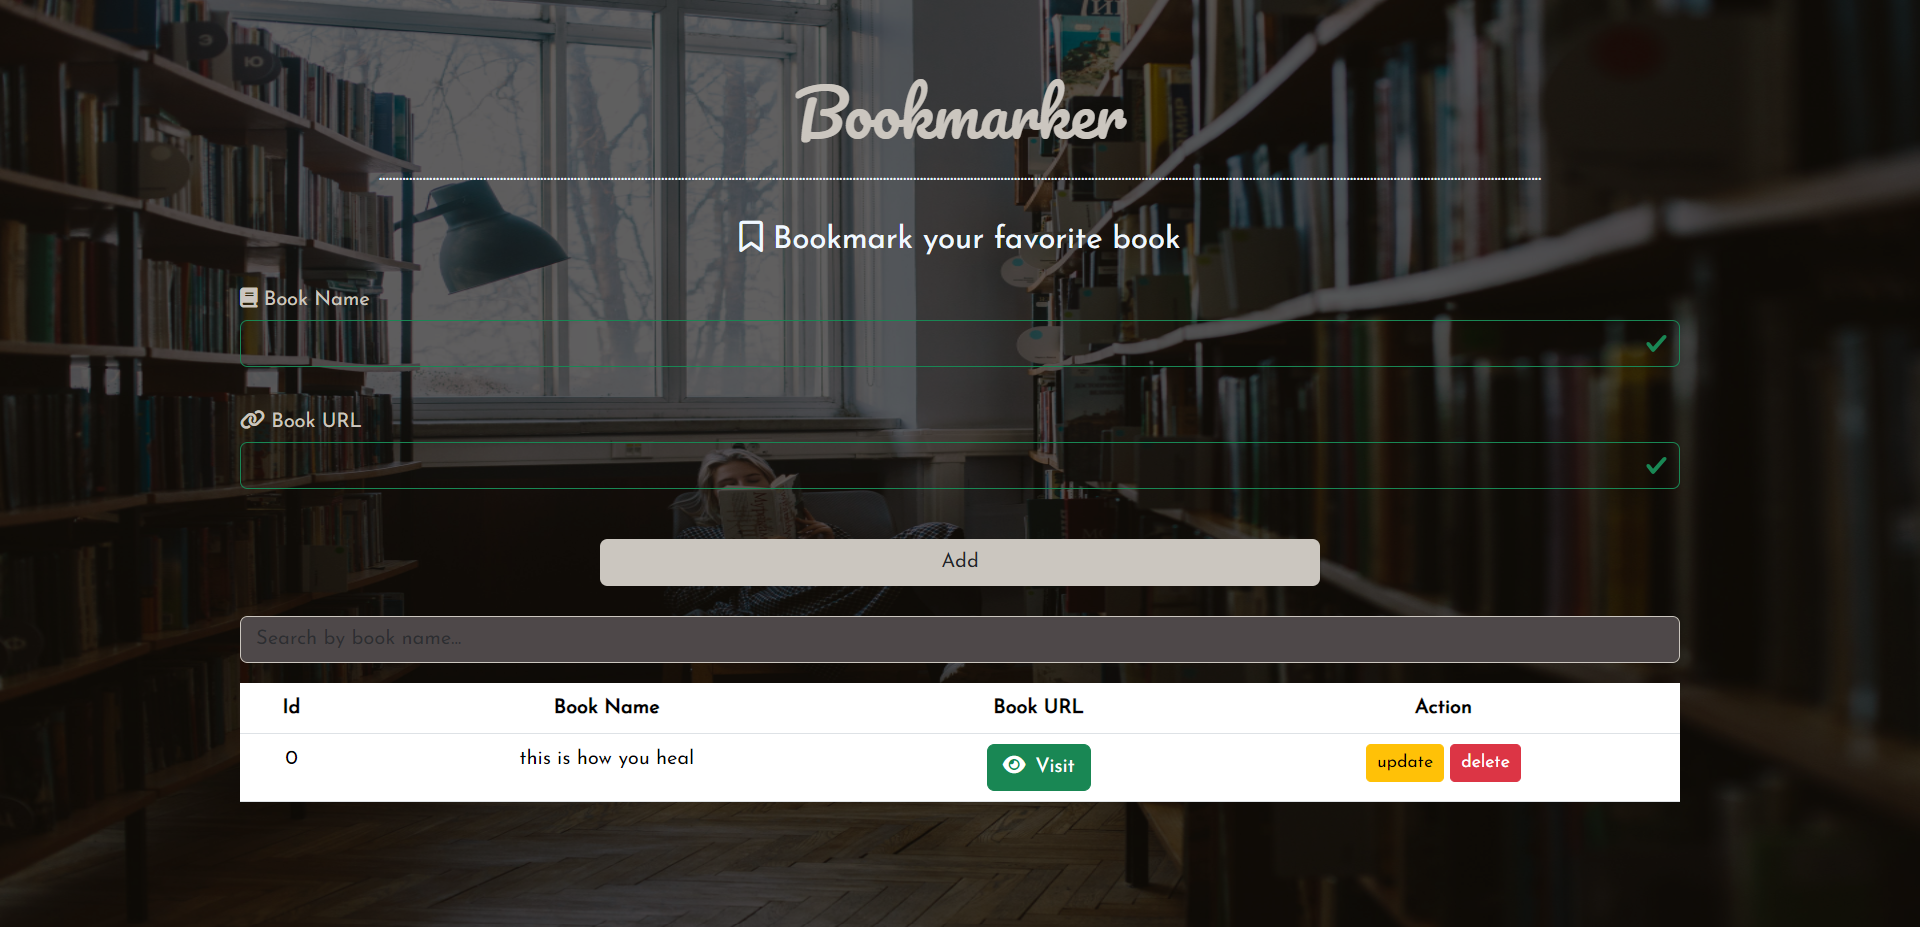 Bookmarker
Bookmark your favorite book
Book Name
Book URL
Add
Search by book name...
Id Book Name Book URL Action
0 this is how you heal Visit update delete